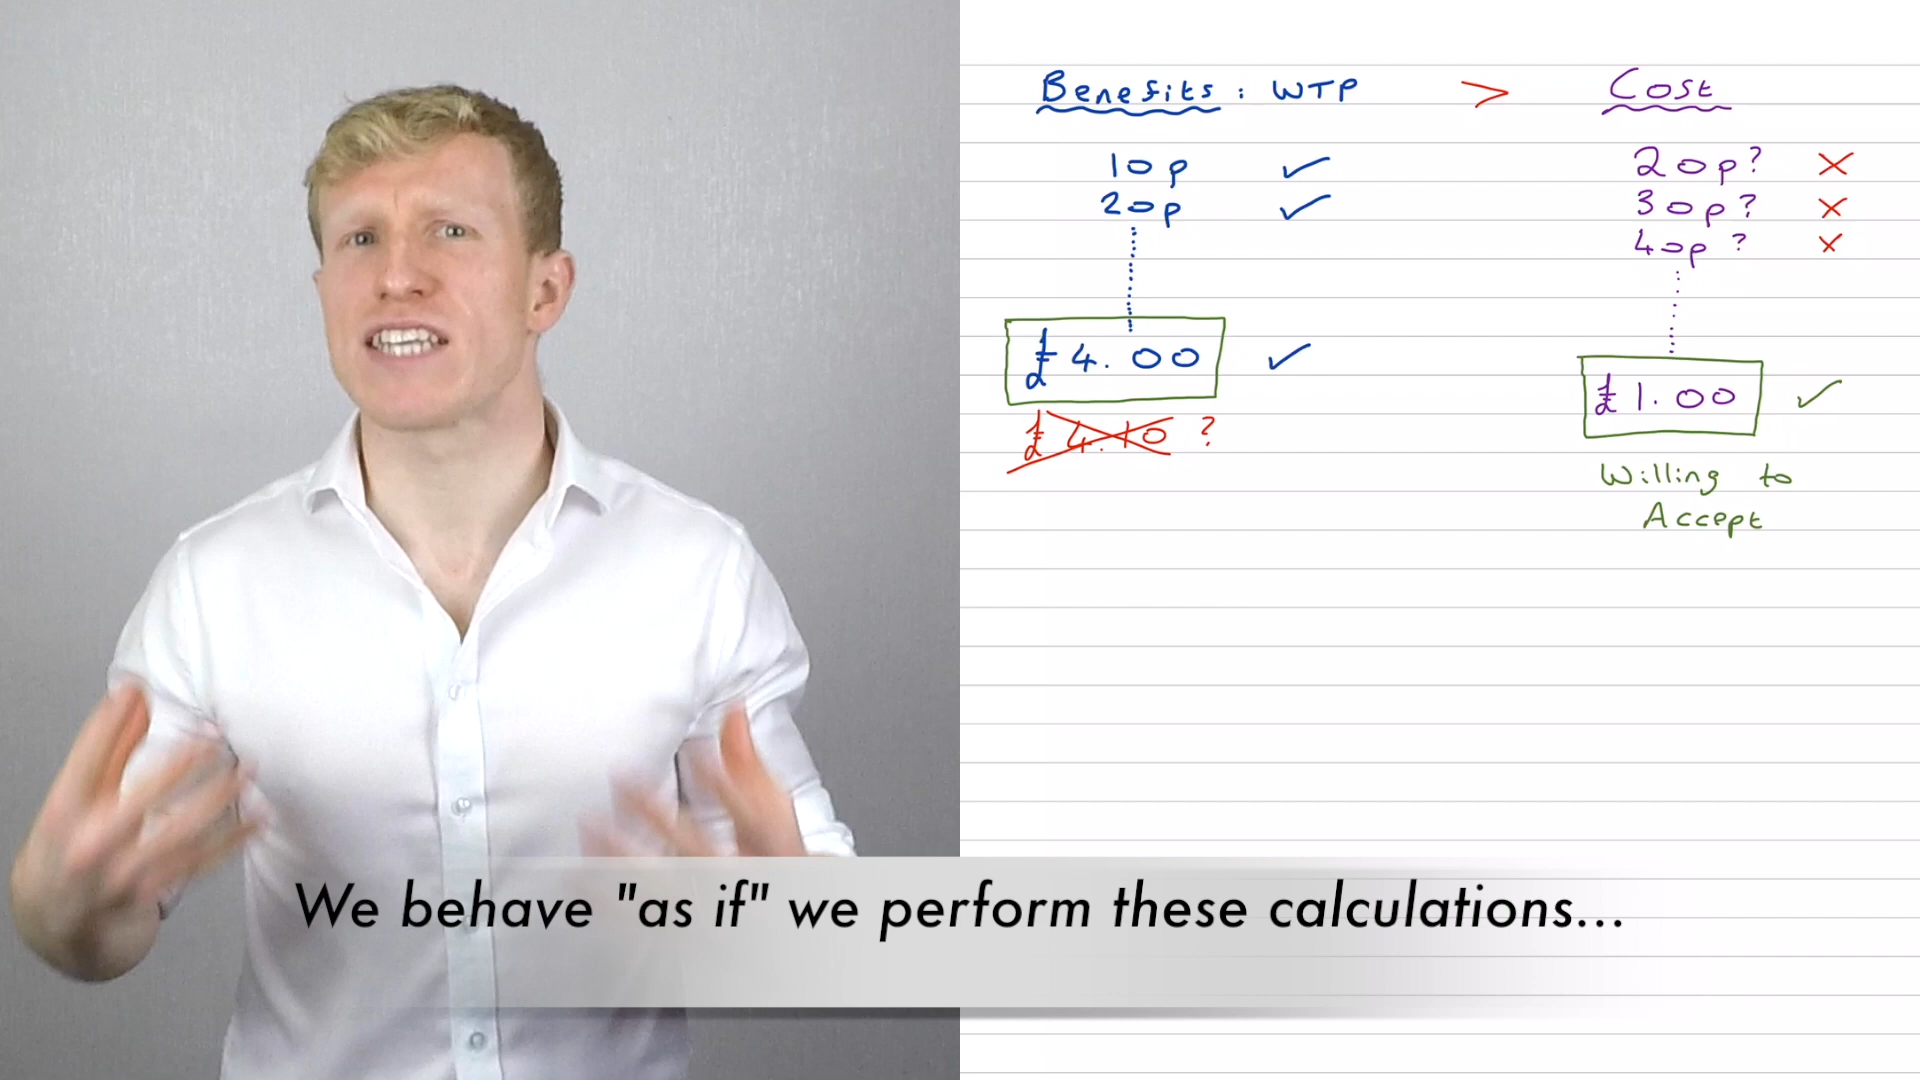 Benefits: WTP > Cost
10p ✓ 20p? ✗
20p ✓ 30p? ✗
40p? ✗
£4.00 ✓ £1.00 ✓
£4.10 ?
Willing to
Accept
We behave "as if" we perform these calculations...